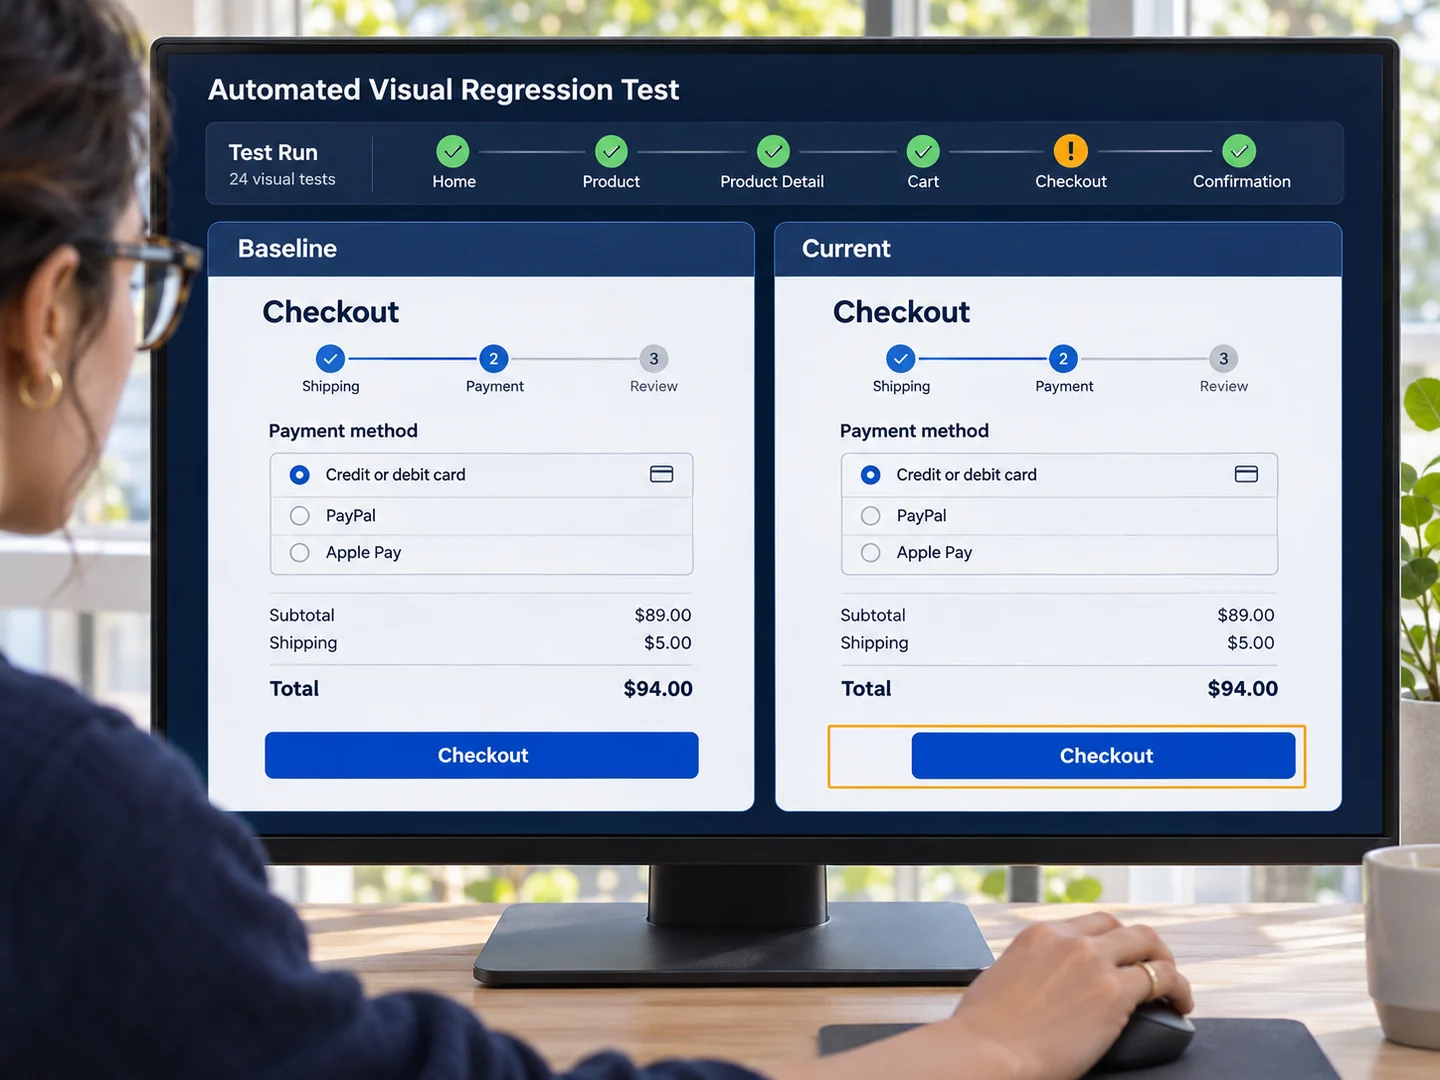 Automated Visual Regression Test
Test Run
24 visual tests
Home
Product
Product Detail
Cart
!
Checkout
Confirmation
Baseline
Checkout
2
3
Shipping
Payment
Review
Payment method
Credit or debit card
PayPal
Apple Pay
Subtotal $89.00
Shipping $5.00
Total $94.00
Checkout
Current
Checkout
2
3
Shipping
Payment
Review
Payment method
Credit or debit card
PayPal
Apple Pay
Subtotal $89.00
Shipping $5.00
Total $94.00
Checkout